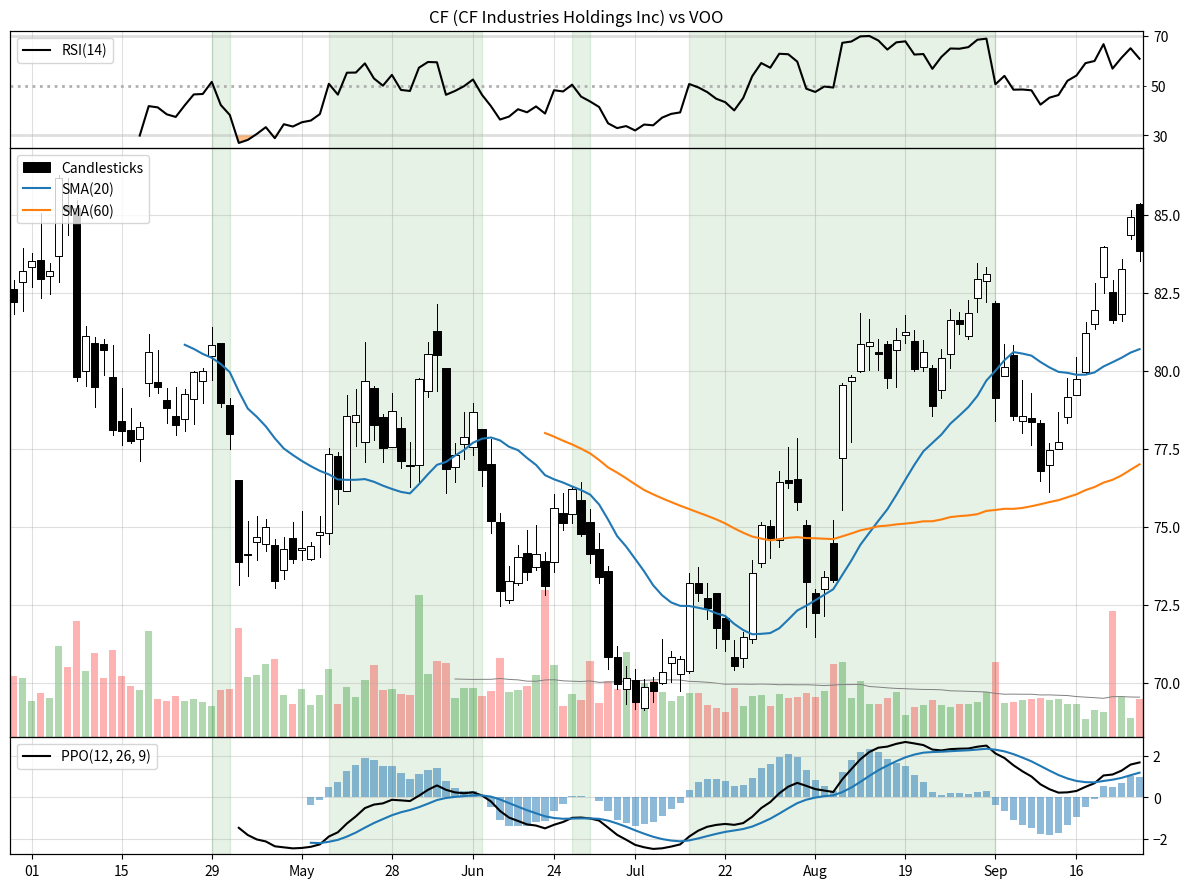 CF (CF Industries Holdings Inc) vs VOO
RSI(14)
70
50
30
Candlesticks
SMA(20)
SMA(60)
85.0
82.5
80.0
77.5
75.0
72.5
70.0
PPO(12, 26, 9)
2
0
−2
01 15 29 May 28 Jun 24 Jul 22 Aug 19 Sep 16